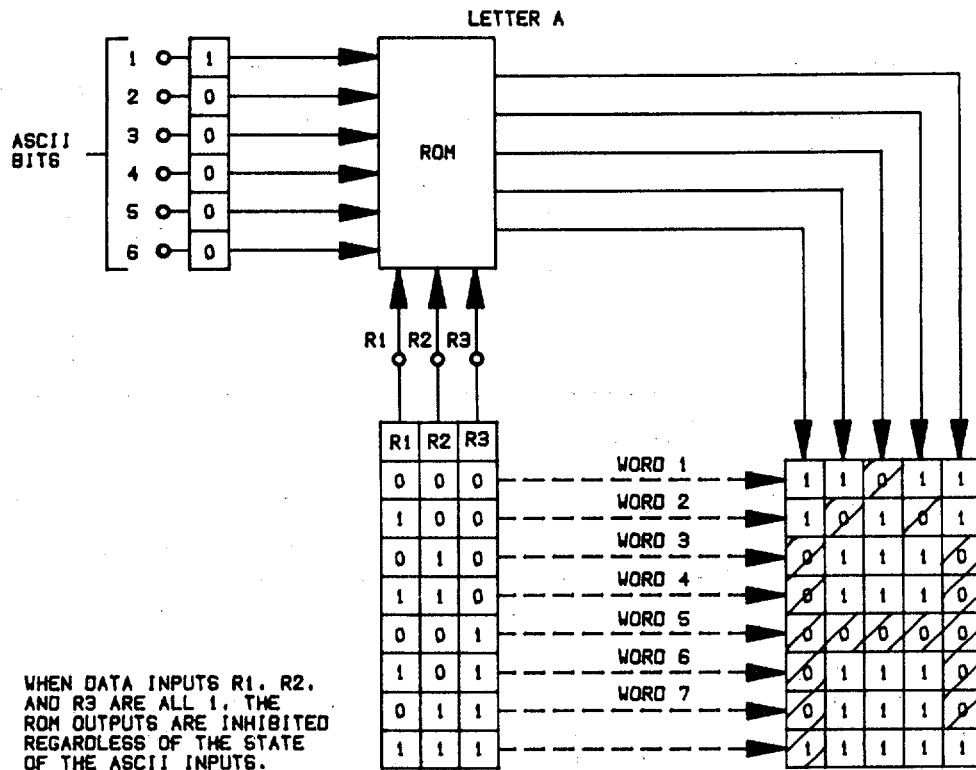 LETTER A
ASCII
BITS
1 1
2 0
3 0
4 0
5 0
6 0
ROM
R1 R2 R3
R1 R2 R3
0 0 0 WORD 1 1 1 0 1 1
1 0 0 WORD 2 1 0 1 0 1
0 1 0 WORD 3 0 1 1 1 0
1 1 0 WORD 4 0 1 1 1 0
0 0 1 WORD 5 0 0 0 0 0
1 0 1 WORD 6 0 1 1 1 0
0 1 1 WORD 7 0 1 1 1 0
1 1 1 1 1 1 1 1
WHEN DATA INPUTS R1, R2,
AND R3 ARE ALL 1, THE
ROM OUTPUTS ARE INHIBITED
REGARDLESS OF THE STATE
OF THE ASCII INPUTS.